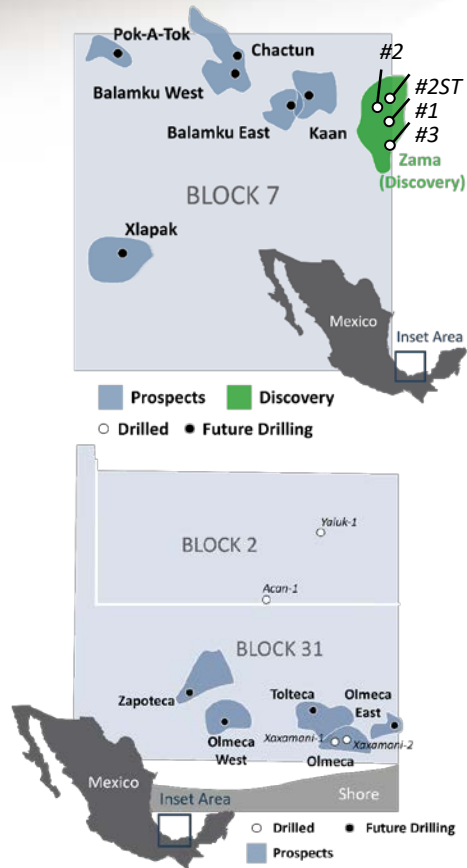 Pok-A-Tok
Chactun
#2
#2ST
#1
#3
Balamku West
Balamku East
Kaan
Zama
(Discovery)
BLOCK 7
Xlapak
Mexico
Inset Area
Prospects
Discovery
Drilled
Future Drilling
Yaluk-1
BLOCK 2
Acan-1
BLOCK 31
Zapoteca
Tolteca
Olmeca
East
Olmeca
West
Xaxamani-1
Xaxamani-2
Olmeca
Mexico
Inset Area
Shore
Drilled
Future Drilling
Prospects